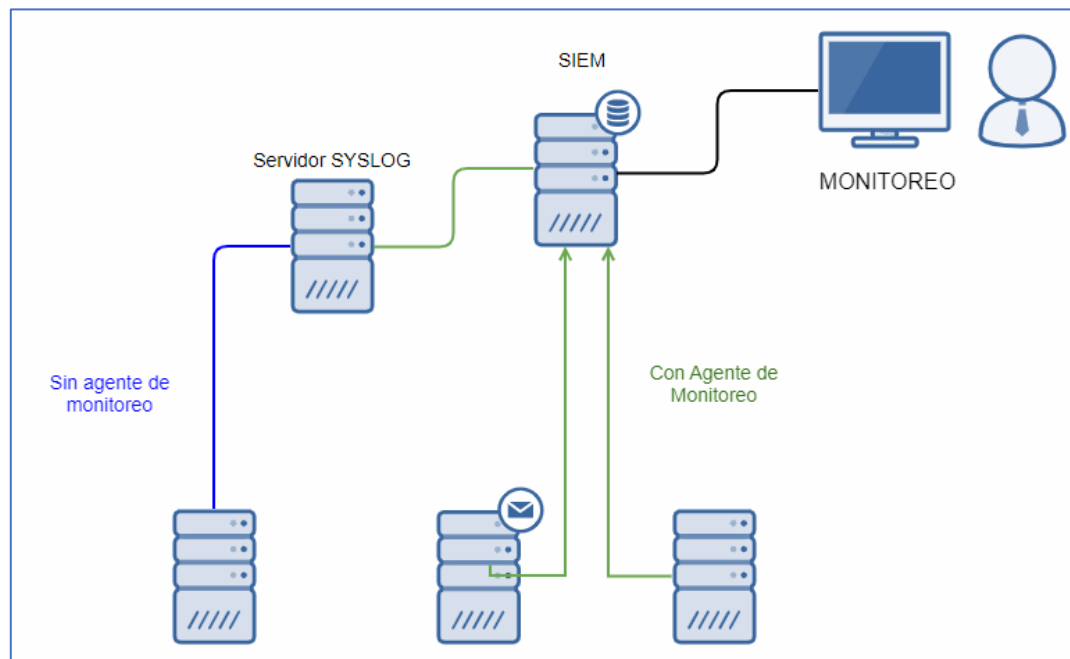 SIEM
Servidor SYSLOG
MONITOREO
Sin agente de
monitoreo
Con Agente de
Monitoreo